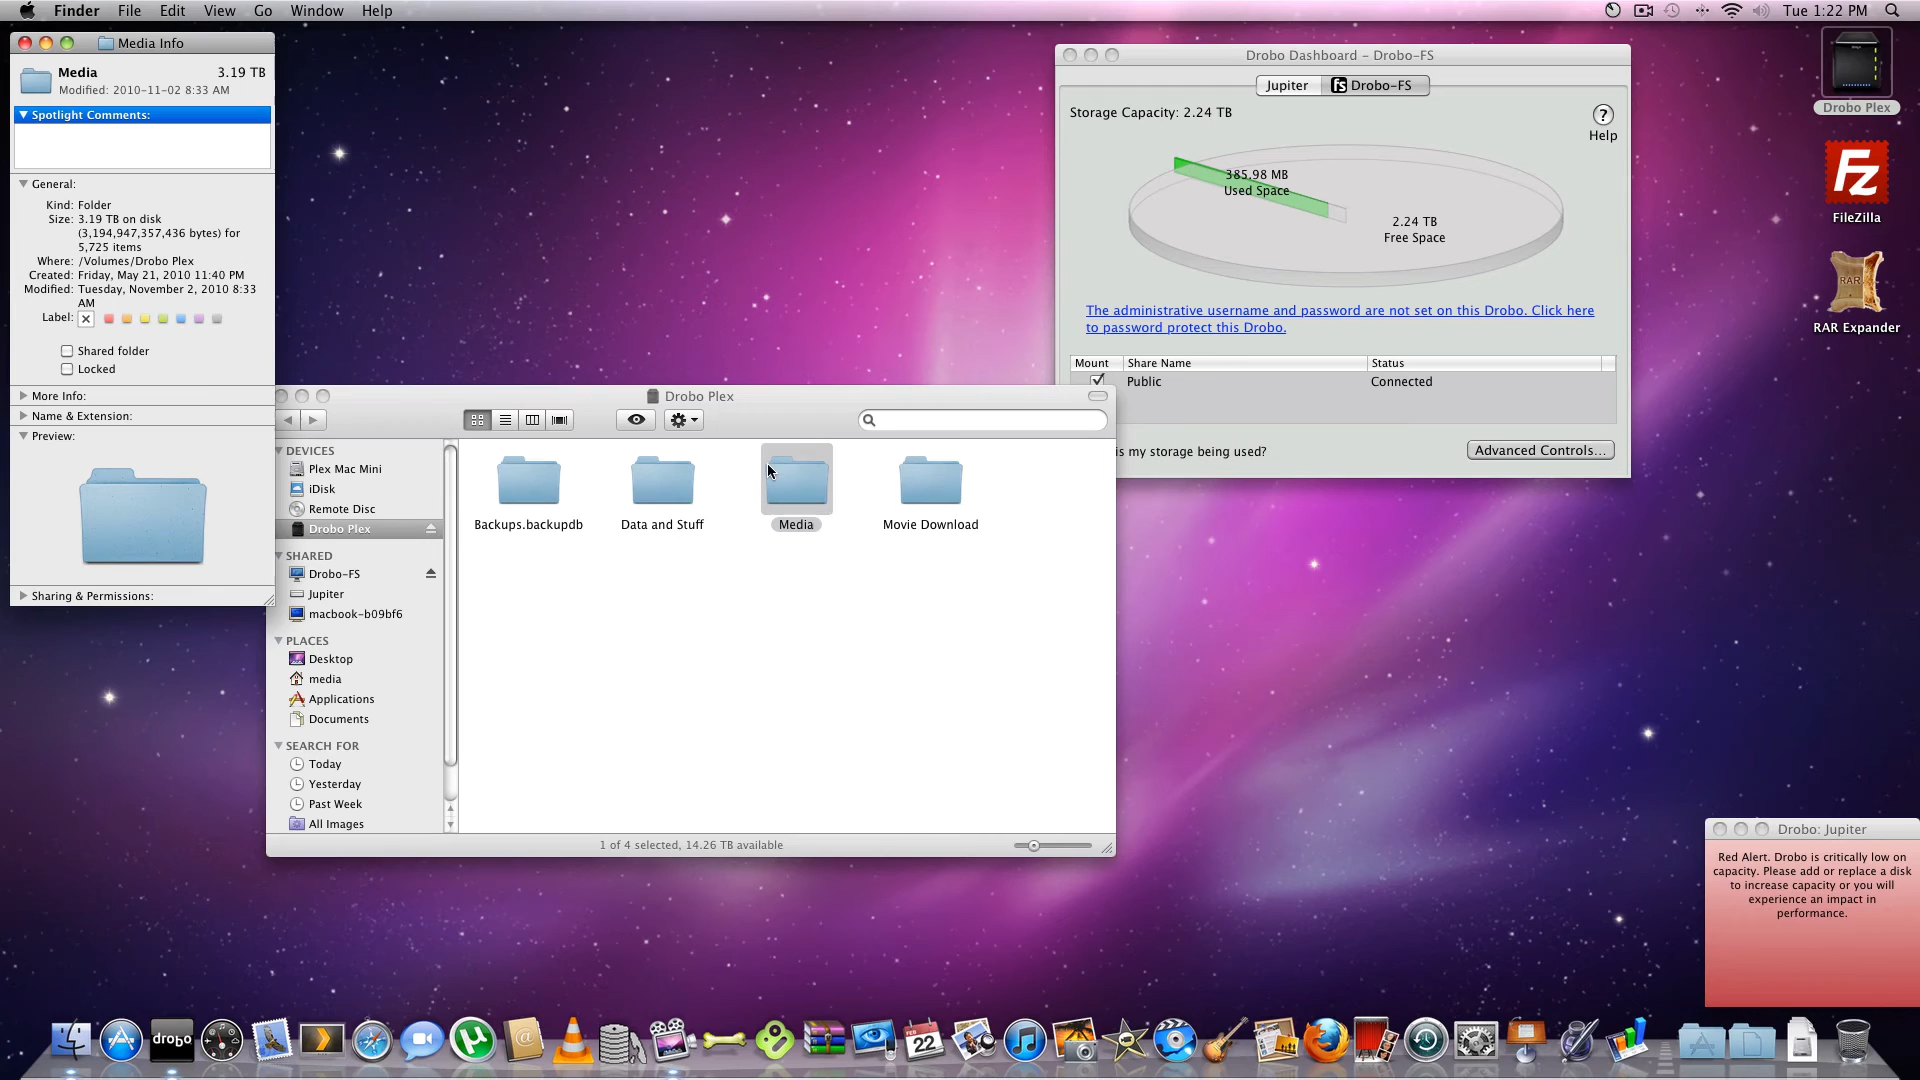 Finder File Edit View Go Window Help
Tue 1:22 PM
Media Info
Media 3.19 TB
Modified: 2010-11-02 8:33 AM
Spotlight Comments:
General:
Kind: Folder
Size: 3.19 TB on disk
(3,194,947,357,436 bytes) for
5,725 items
Where: /Volumes/Drobo Plex
Created: Friday, May 21, 2010 11:40 PM
Modified: Tuesday, November 2, 2010 8:33
AM
Label:
Shared folder
Locked
More Info:
Name & Extension:
Preview:
Sharing & Permissions:
Drobo Dashboard – Drobo-FS
Jupiter
fs Drobo-FS
Storage Capacity: 2.24 TB
?
Help
385.98 MB
Used Space
2.24 TB
Free Space
The administrative username and password are not set on this Drobo. Click here
to password protect this Drobo.
Mount Share Name Status
Public Connected
is my storage being used?
Advanced Controls...
Drobo Plex
DEVICES
Plex Mac Mini
iDisk
Remote Disc
Drobo Plex
SHARED
Drobo-FS
Jupiter
macbook-b09bf6
PLACES
Desktop
media
Applications
Documents
SEARCH FOR
Today
Yesterday
Past Week
All Images
Backups.backupdb
Data and Stuff
Media
Movie Download
1 of 4 selected, 14.26 TB available
Drobo Plex
Fz
FileZilla
RAR
RAR Expander
Drobo: Jupiter
Red Alert. Drobo is critically low on
capacity. Please add or replace a disk
to increase capacity or you will
experience an impact in
performance.
drobo
FEB
22